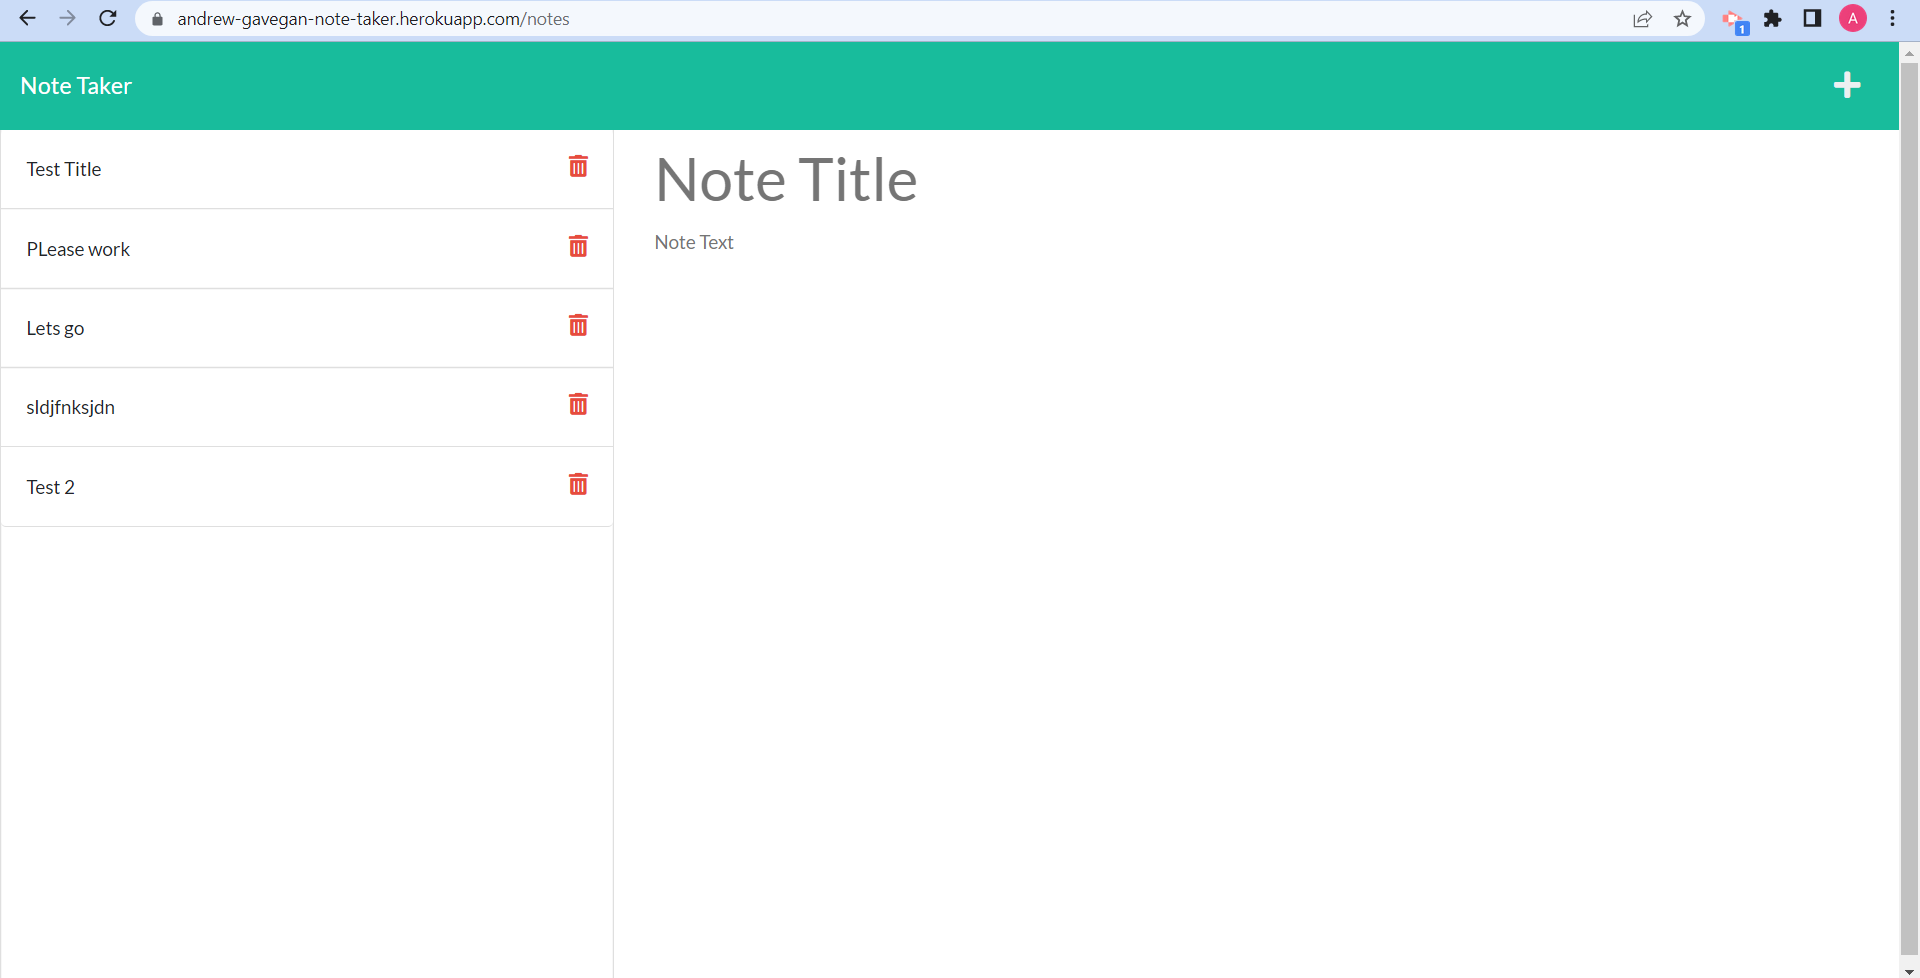 andrew-gavegan-note-taker.herokuapp.com/notes
1
A
Note Taker
Test Title
PLease work
Lets go
sldjfnksjdn
Test 2
Note Title
Note Text